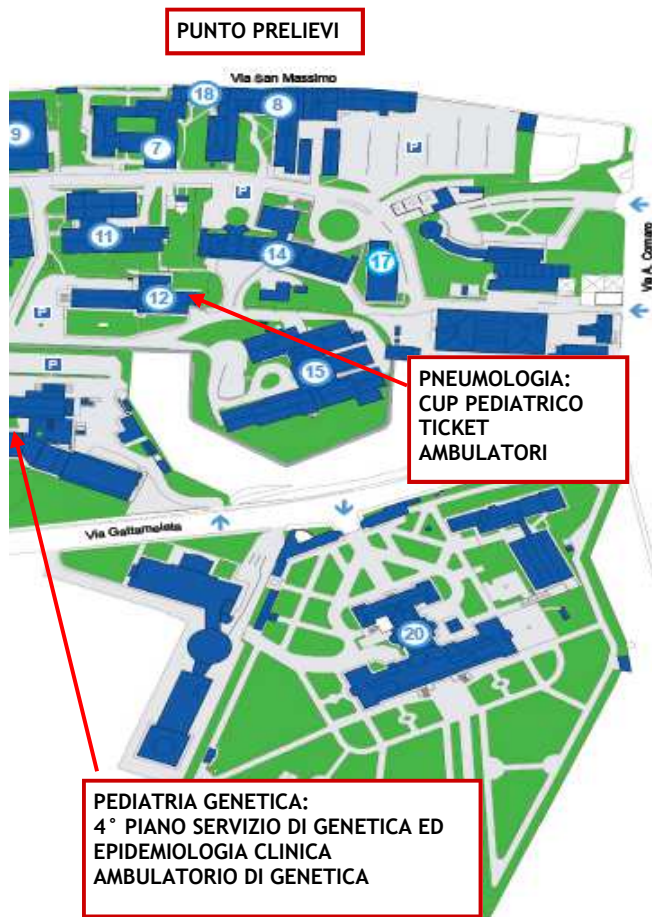 PUNTO PRELIEVI
Via San Massimo
18
8
9
7
P
P
11
14
17
Via A. Cornaro
12
P
15
P
PNEUMOLOGIA:
CUP PEDIATRICO
TICKET
AMBULATORI
Via Gattamelata
20
PEDIATRIA GENETICA:
4° PIANO SERVIZIO DI GENETICA ED
EPIDEMIOLOGIA CLINICA
AMBULATORIO DI GENETICA